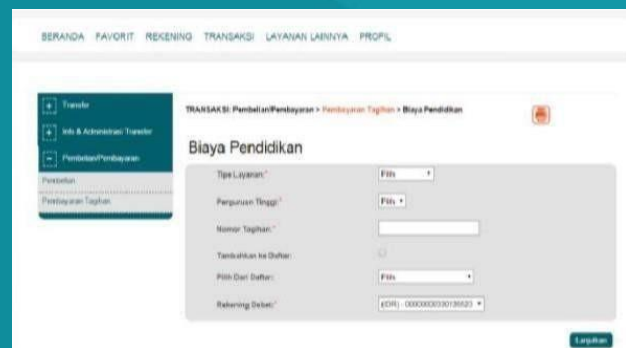 BERANDA FAVORIT REKENING TRANSAKSI LAYANAN LAINNYA PROFIL
+ Transfer
+ Info & Administrasi Transfer
- Pembelian/Pembayaran
Pembelian
Pembayaran Tagihan
TRANSAKSI: Pembelian/Pembayaran > Pembayaran Tagihan > Biaya Pendidikan
Biaya Pendidikan
Tipe Layanan:* Pilih
Perguruan Tinggi:* Pilih
Nomor Tagihan:*
Tambahkan ke Daftar:
Pilih Dari Daftar: Pilih
Rekening Debet:* (IDR) -
Lanjutkan